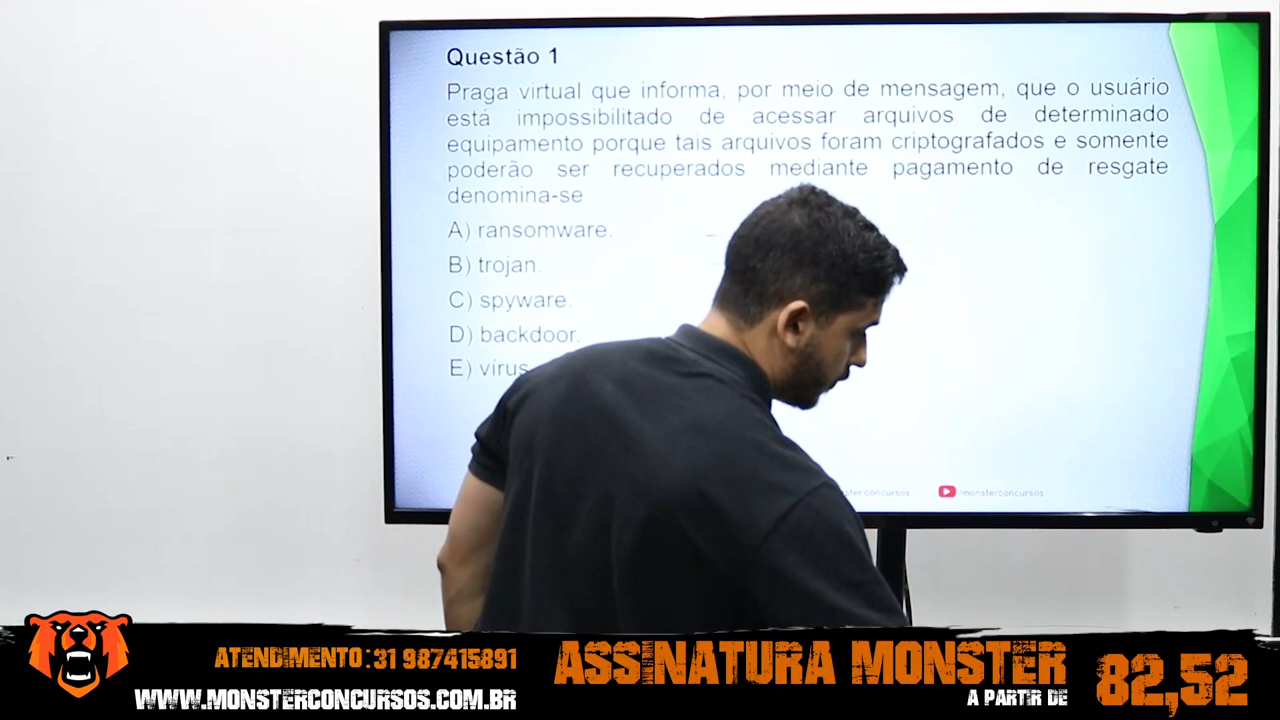 Questão 1
Praga virtual que informa, por meio de mensagem, que o usuário
está impossibilitado de acessar arquivos de determinado
equipamento porque tais arquivos foram criptografados e somente
poderão ser recuperados mediante pagamento de resgate
denomina-se
A) ransomware.
B) trojan.
C) spyware.
D) backdoor.
E) vírus
concursos
monsterconcursos
ATENDIMENTO: 31 987415891
WWW.MONSTERCONCURSOS.COM.BR
ASSINATURA MONSTER
A PARTIR DE
82,52